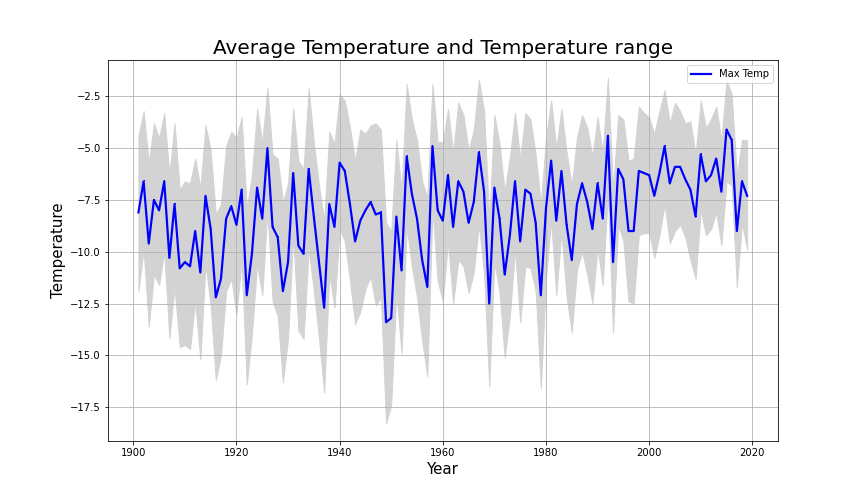 Average Temperature and Temperature range
Max Temp
Temperature
−2.5
−5.0
−7.5
−10.0
−12.5
−15.0
−17.5
1900 1920 1940 1960 1980 2000 2020
Year